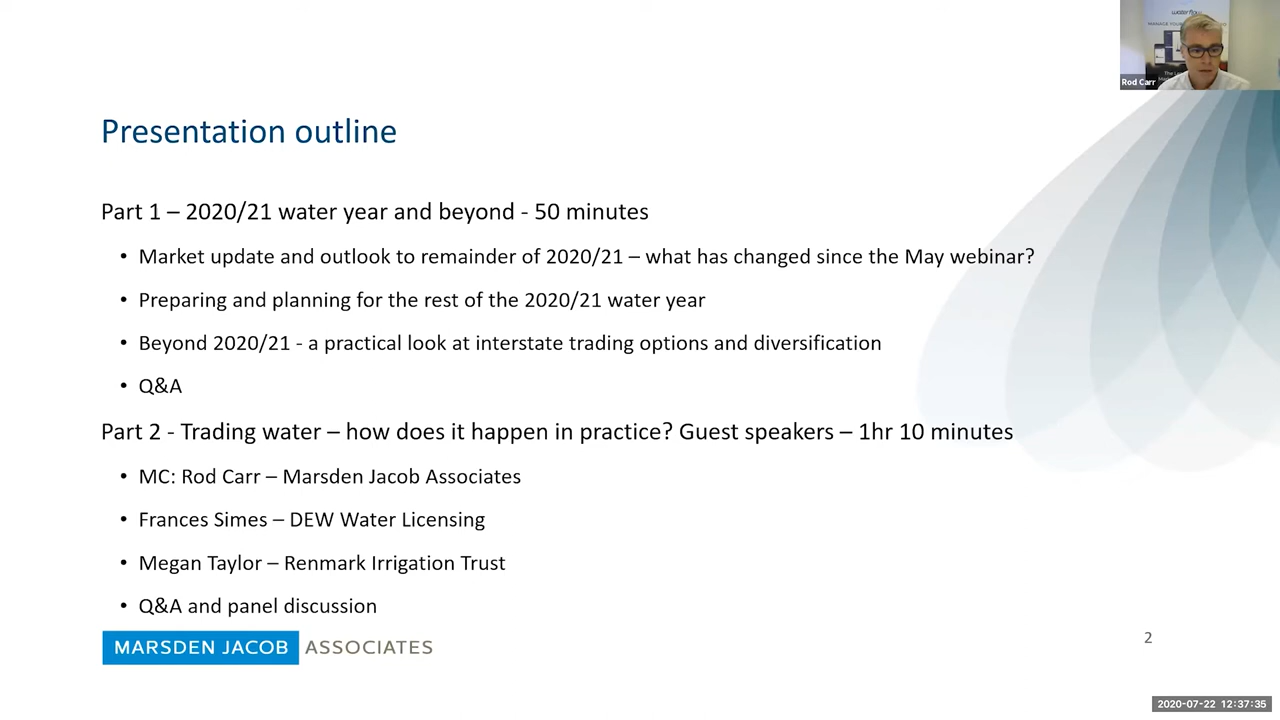 waterflow
MANAGE YOUR
The Le
Rod Carr
Presentation outline
Part 1 – 2020/21 water year and beyond - 50 minutes
• Market update and outlook to remainder of 2020/21 – what has changed since the May webinar?
• Preparing and planning for the rest of the 2020/21 water year
• Beyond 2020/21 - a practical look at interstate trading options and diversification
• Q&A
Part 2 - Trading water – how does it happen in practice? Guest speakers – 1hr 10 minutes
• MC: Rod Carr – Marsden Jacob Associates
• Frances Simes – DEW Water Licensing
• Megan Taylor – Renmark Irrigation Trust
• Q&A and panel discussion
MARSDEN JACOB ASSOCIATES
2
2020-07-22 12:37:35